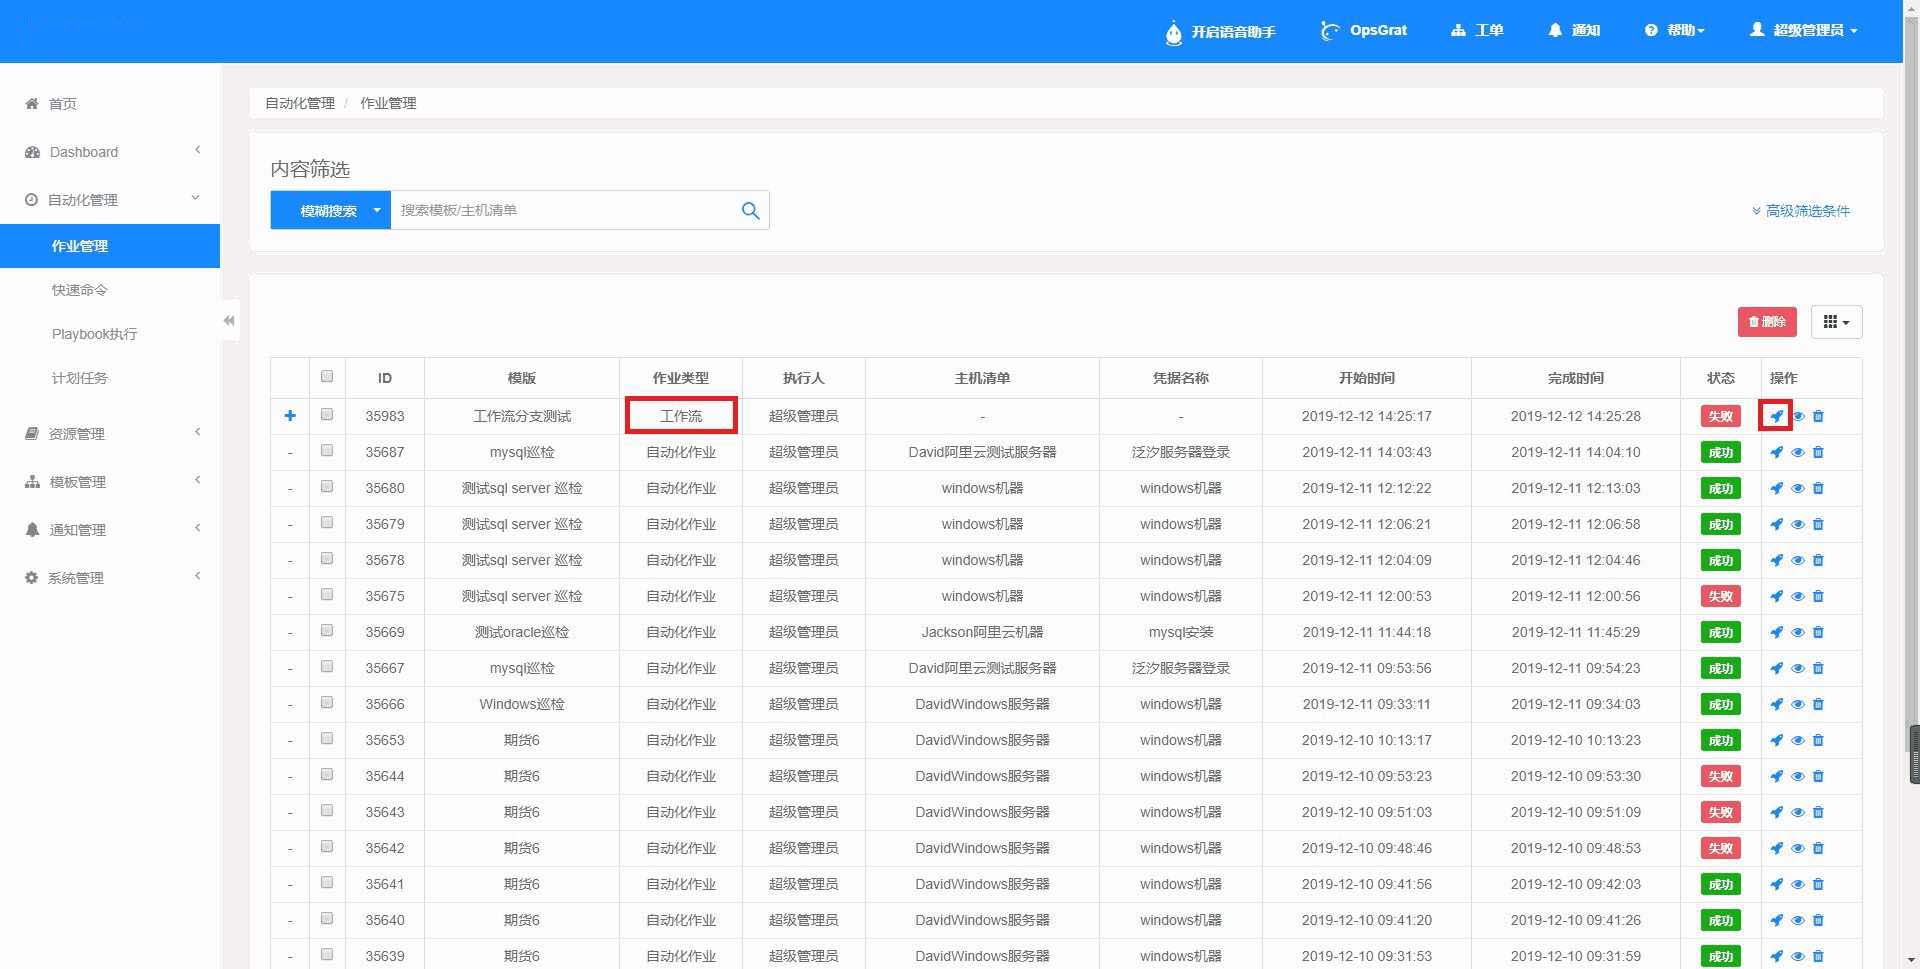 开启语音助手 OpsGrat 工单 通知 帮助 超级管理员
首页
Dashboard
自动化管理
作业管理
快速命令
Playbook执行
计划任务
资源管理
模板管理
通知管理
系统管理
自动化管理 / 作业管理
内容筛选
模糊搜索 搜索模板/主机清单 高级筛选条件
删除
ID 模版 作业类型 执行人 主机清单 凭据名称 开始时间 完成时间 状态 操作
35983 工作流分支测试 工作流 超级管理员 - - 2019-12-12 14:25:17 2019-12-12 14:25:28 失败
- 35687 mysql巡检 自动化作业 超级管理员 David阿里云测试服务器 泛汐服务器登录 2019-12-11 14:03:43 2019-12-11 14:04:10 成功
- 35680 测试sql server 巡检 自动化作业 超级管理员 windows机器 windows机器 2019-12-11 12:12:22 2019-12-11 12:13:03 成功
- 35679 测试sql server 巡检 自动化作业 超级管理员 windows机器 windows机器 2019-12-11 12:06:21 2019-12-11 12:06:58 成功
- 35678 测试sql server 巡检 自动化作业 超级管理员 windows机器 windows机器 2019-12-11 12:04:09 2019-12-11 12:04:46 成功
- 35675 测试sql server 巡检 自动化作业 超级管理员 windows机器 windows机器 2019-12-11 12:00:53 2019-12-11 12:00:56 失败
- 35669 测试oracle巡检 自动化作业 超级管理员 Jackson阿里云机器 mysql安装 2019-12-11 11:44:18 2019-12-11 11:45:29 成功
- 35667 mysql巡检 自动化作业 超级管理员 David阿里云测试服务器 泛汐服务器登录 2019-12-11 09:53:56 2019-12-11 09:54:23 成功
- 35666 Windows巡检 自动化作业 超级管理员 DavidWindows服务器 windows机器 2019-12-11 09:33:11 2019-12-11 09:34:03 成功
- 35653 期货6 自动化作业 超级管理员 DavidWindows服务器 windows机器 2019-12-10 10:13:17 2019-12-10 10:13:23 成功
- 35644 期货6 自动化作业 超级管理员 DavidWindows服务器 windows机器 2019-12-10 09:53:23 2019-12-10 09:53:30 失败
- 35643 期货6 自动化作业 超级管理员 DavidWindows服务器 windows机器 2019-12-10 09:51:03 2019-12-10 09:51:09 失败
- 35642 期货6 自动化作业 超级管理员 DavidWindows服务器 windows机器 2019-12-10 09:48:46 2019-12-10 09:48:53 失败
- 35641 期货6 自动化作业 超级管理员 DavidWindows服务器 windows机器 2019-12-10 09:41:56 2019-12-10 09:42:03 成功
- 35640 期货6 自动化作业 超级管理员 DavidWindows服务器 windows机器 2019-12-10 09:41:20 2019-12-10 09:41:26 成功
- 35639 期货6 自动化作业 超级管理员 DavidWindows服务器 windows机器 2019-12-10 09:31:53 2019-12-10 09:31:59 成功